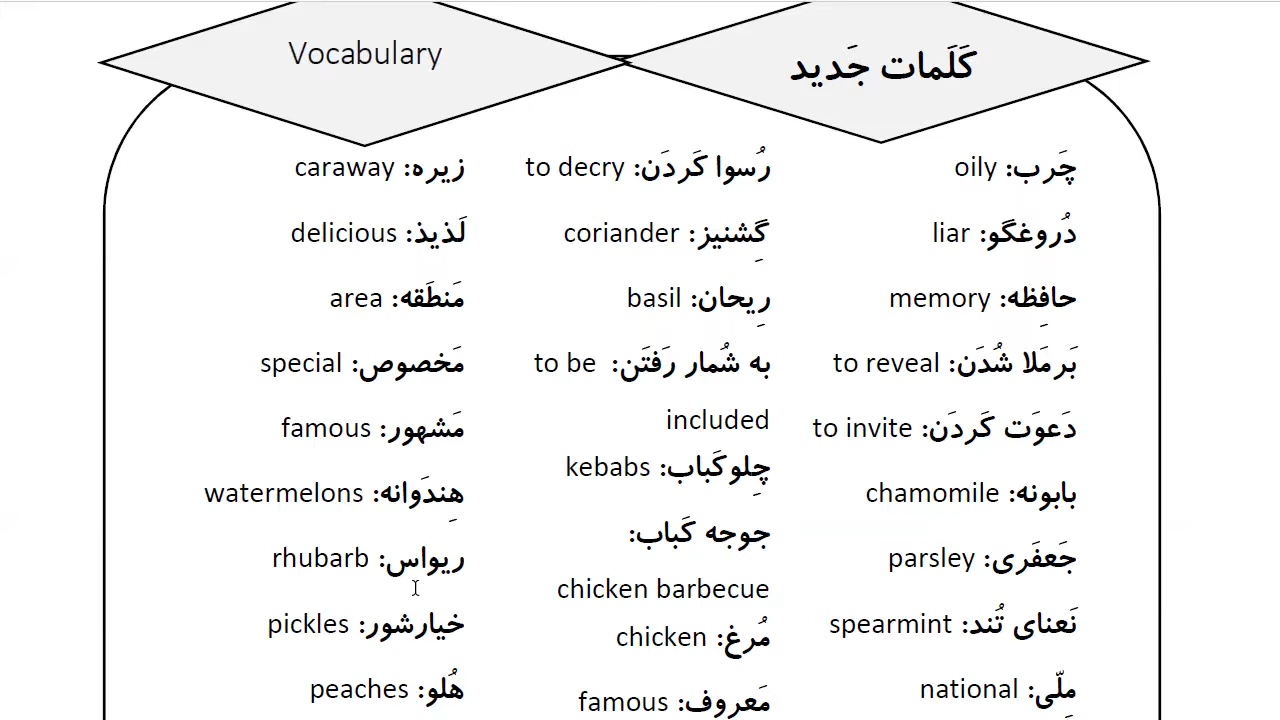 Vocabulary
کَلَمات جَدید
چَرب: oily
دُروغگو: liar
حافِظه: memory
بَرمَلا شُدَن: to reveal
دَعوَت کَردَن: to invite
بابونه: chamomile
جَعفَری: parsley
نَعنای تُند: spearmint
مِلّی: national
رُسوا کَردَن: to decry
گِشنیز: coriander
رِیحان: basil
به شُمار رَفتَن: to be
included
چِلوکَباب: kebabs
جوجه کَباب:
chicken barbecue
مُرغ: chicken
مَعروف: famous
زیره: caraway
لَذیذ: delicious
مَنطَقه: area
مَخصوص: special
مَشهور: famous
هِندَوانه: watermelons
ریواس: rhubarb
خیارشور: pickles
هُلو: peaches